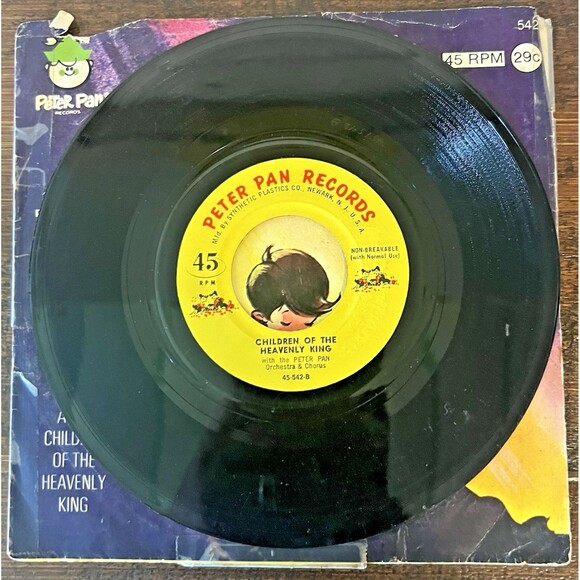 542
45 RPM 29c
PETER PAN
RECORDS
PETER PAN RECORDS
Mfd. By SYNTHETIC PLASTICS CO., NEWARK, N. J., U. S. A.
45
RPM
NON-BREAKABLE
(with Normal Use)
CHILDREN OF THE
HEAVENLY KING
with the PETER PAN
Orchestra & Chorus
45-542-B
CHILD
OF THE
HEAVENLY
KING